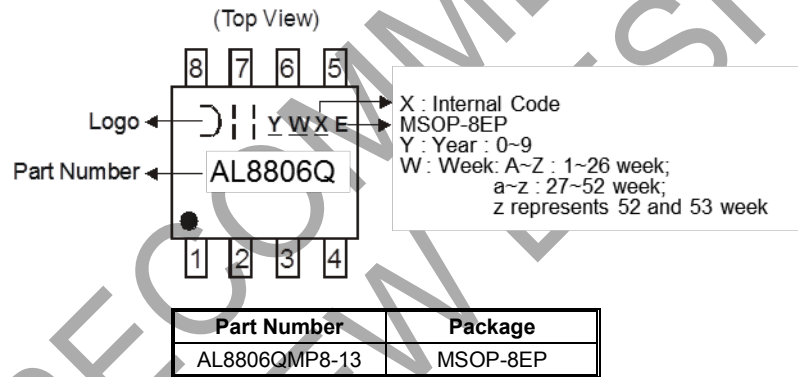 (Top View)
8 7 6 5
Logo
Y W X E
X : Internal Code
MSOP-8EP
Y : Year : 0~9
W : Week: A~Z : 1~26 week;
a~z : 27~52 week;
z represents 52 and 53 week
Part Number
AL8806Q
1 2 3 4
Part Number Package
AL8806QMP8-13 MSOP-8EP